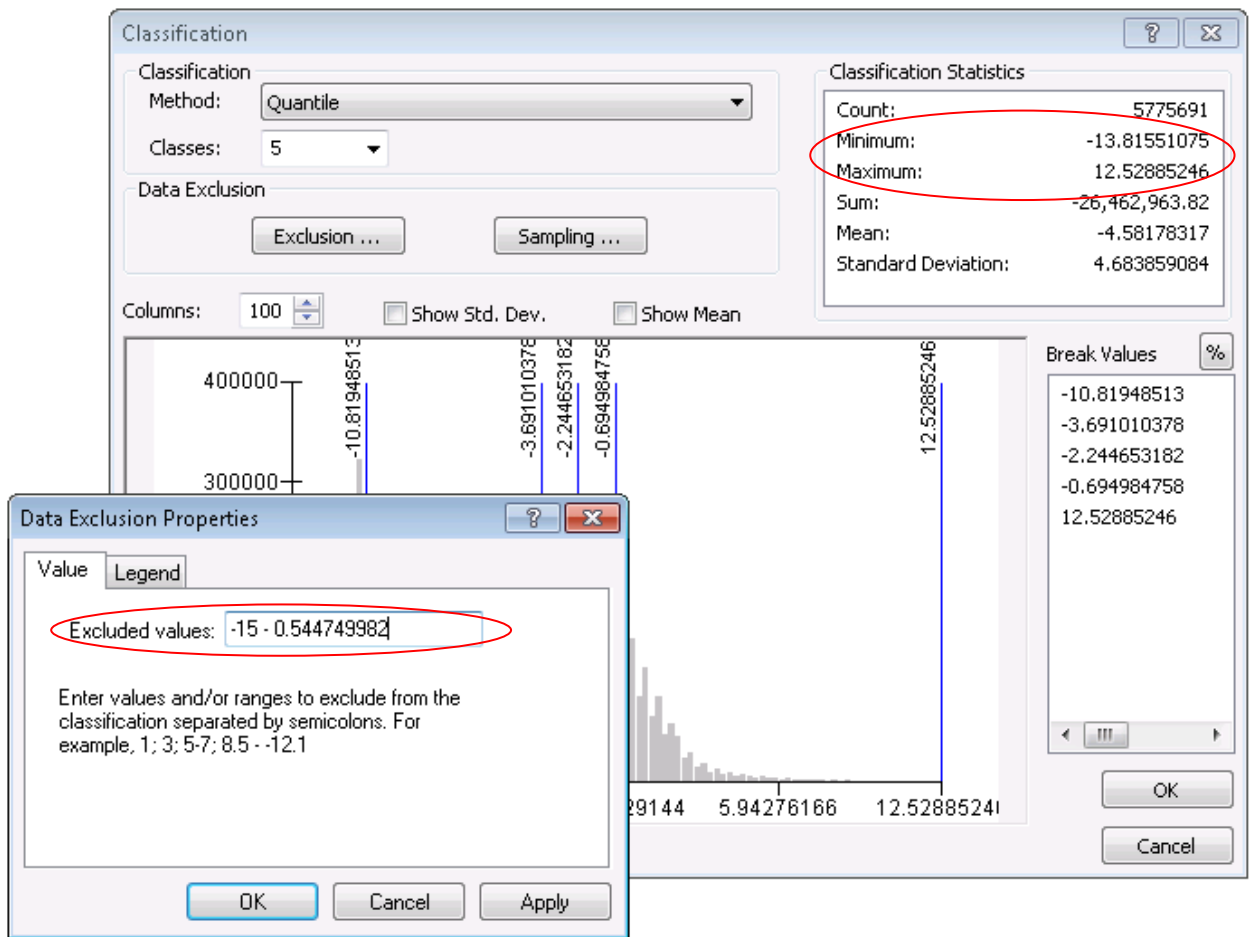 Classification
Classification
Method: Quantile
Classes: 5
Data Exclusion
Exclusion ...
Sampling ...
Classification Statistics
Count: 5775691
Minimum: -13.81551075
Maximum: 12.52885246
Sum: -26,462,963.82
Mean: -4.58178317
Standard Deviation: 4.683859084
Columns: 100 Show Std. Dev. Show Mean
-10.81948513
-3.691010378
-2.244653182
-0.694984758
12.52885246
400000
300000
29144 5.94276166 12.5288524
Break Values %
-10.81948513
-3.691010378
-2.244653182
-0.694984758
12.52885246
OK
Cancel
Data Exclusion Properties
Value Legend
Excluded values: -15 - 0.544749982
Enter values and/or ranges to exclude from the
classification separated by semicolons. For
example, 1; 3; 5-7; 8.5 - -12.1
OK Cancel Apply